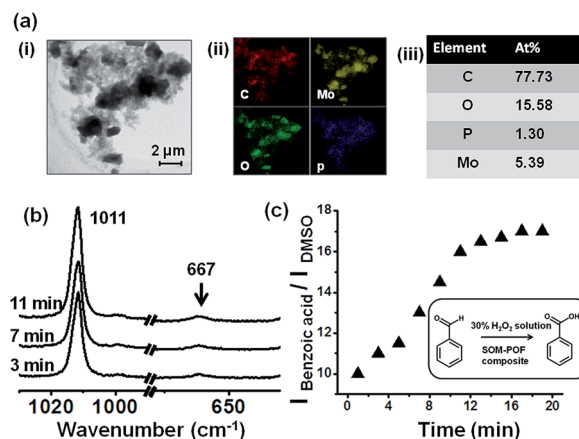 (a)
(i)
2 µm
(ii)
C
Mo
O
p
(iii)
Element At%
C 77.73
O 15.58
P 1.30
Mo 5.39
(b)
1011
667
11 min
7 min
3 min
1020 1000 650
Wavenumber (cm-1)
(c)
I Benzoic acid / I DMSO
17
16
14
12
10
O
H
30% H2O2 solution
SOM-POF
composite
O
OH
0 5 10 15 20
Time (min)